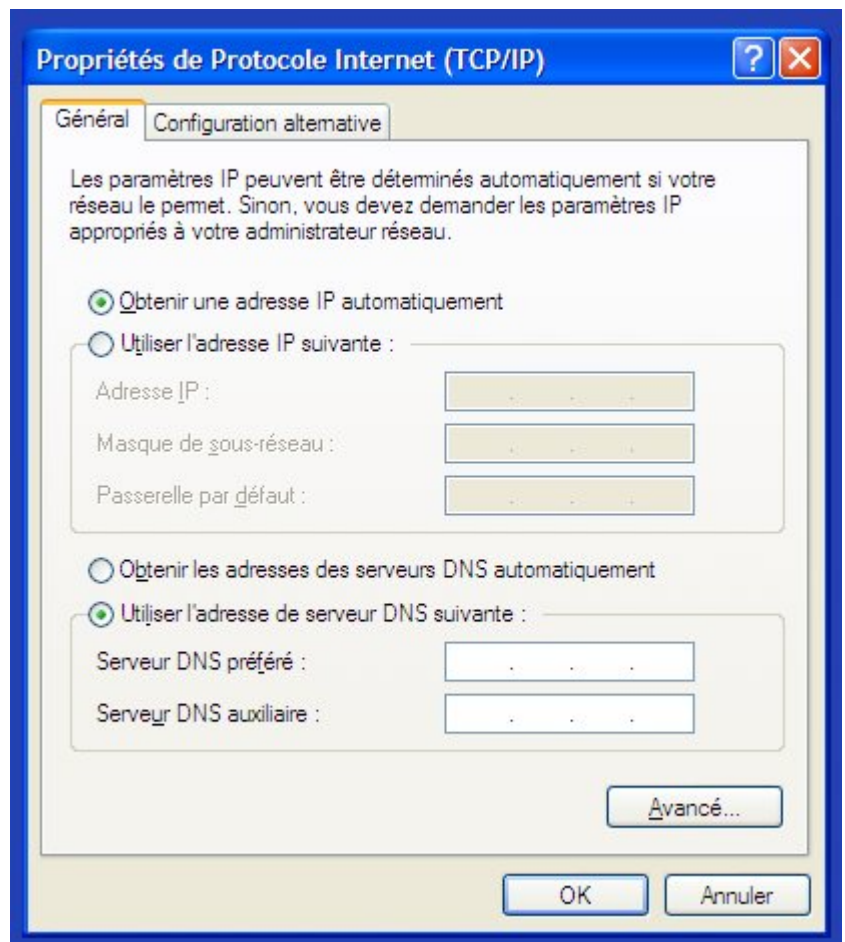 Propriétés de Protocole Internet (TCP/IP)
Général
Configuration alternative
Les paramètres IP peuvent être déterminés automatiquement si votre
réseau le permet. Sinon, vous devez demander les paramètres IP
appropriés à votre administrateur réseau.
Obtenir une adresse IP automatiquement
Utiliser l'adresse IP suivante :
Adresse IP :
Masque de sous-réseau :
Passerelle par défaut :
Obtenir les adresses des serveurs DNS automatiquement
Utiliser l'adresse de serveur DNS suivante :
Serveur DNS préféré :
Serveur DNS auxiliaire :
Avancé...
OK
Annuler